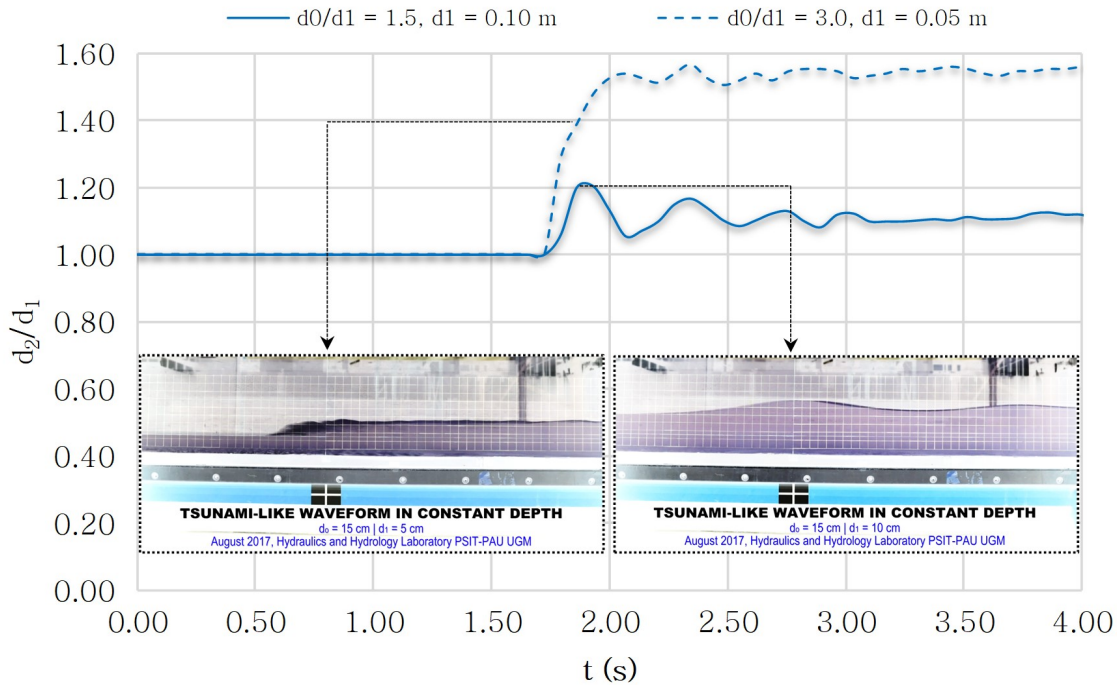 d0/d1 = 1.5, d1 = 0.10 m
d0/d1 = 3.0, d1 = 0.05 m
1.60
1.40
1.20
1.00
0.80
0.60
0.40
0.20
0.00
d₂/d₁
TSUNAMI-LIKE WAVEFORM IN CONSTANT DEPTH
d₀ = 15 cm | d₁ = 5 cm
August 2017, Hydraulics and Hydrology Laboratory PSIT-PAU UGM
TSUNAMI-LIKE WAVEFORM IN CONSTANT DEPTH
d₀ = 15 cm | d₁ = 10 cm
August 2017, Hydraulics and Hydrology Laboratory PSIT-PAU UGM
0.00 0.50 1.00 1.50 2.00 2.50 3.00 3.50 4.00
t (s)